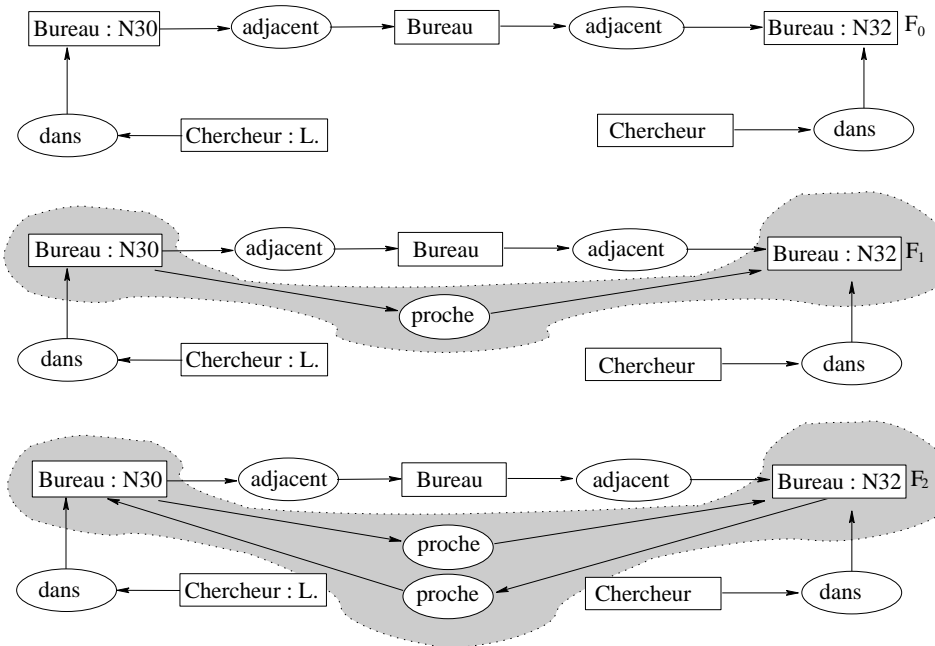 Bureau : N30 adjacent Bureau adjacent Bureau : N32 F0
dans Chercheur : L. Chercheur dans
Bureau : N30 adjacent Bureau adjacent Bureau : N32 F1
proche
dans Chercheur : L. Chercheur dans
Bureau : N30 adjacent Bureau adjacent Bureau : N32 F2
proche
dans Chercheur : L. proche Chercheur dans